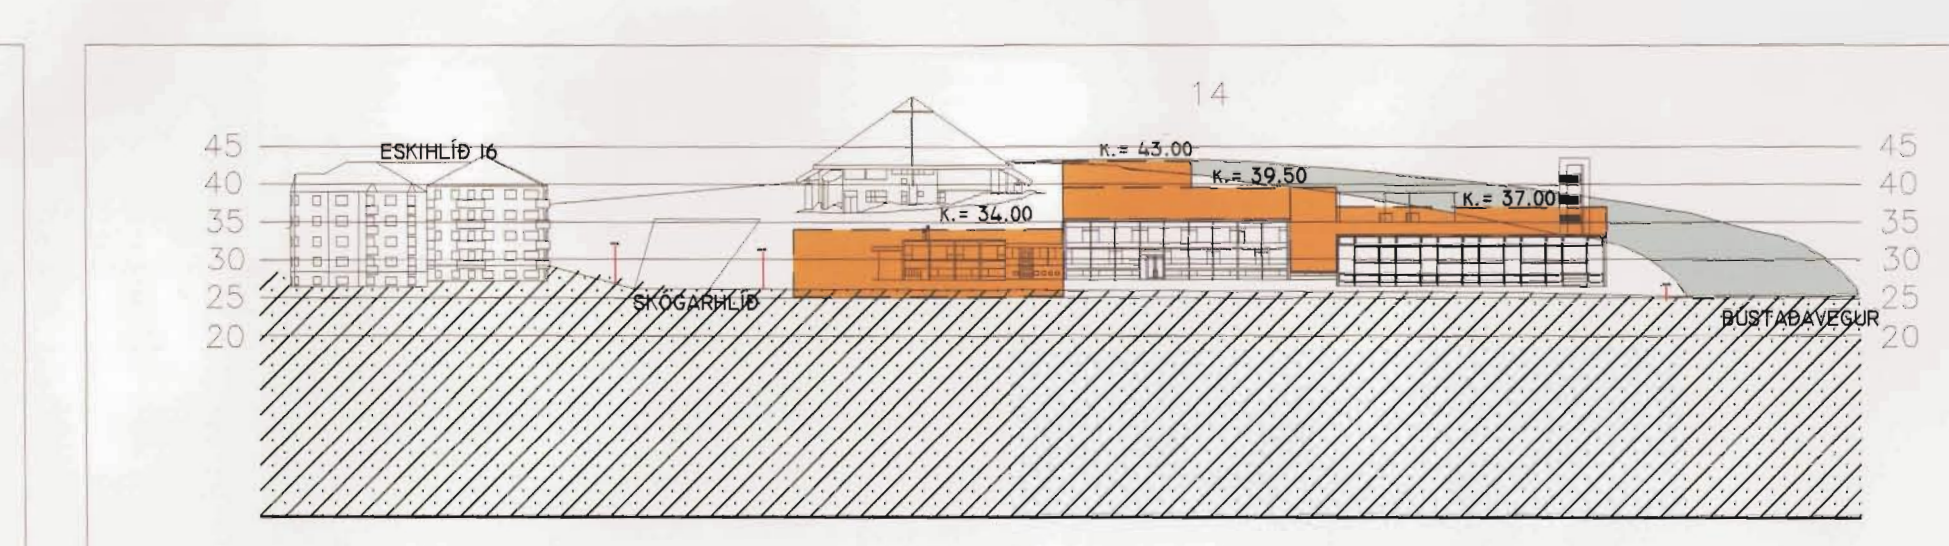 14
45
ESKIHLÍÐ 16
K.= 43.00
45
40
K.= 39.50
40
K.= 37.00
35
K.= 34.00
35
30
30
25
SKÓGARHLÍÐ
25
BÚSTAÐAVEGUR
20
20